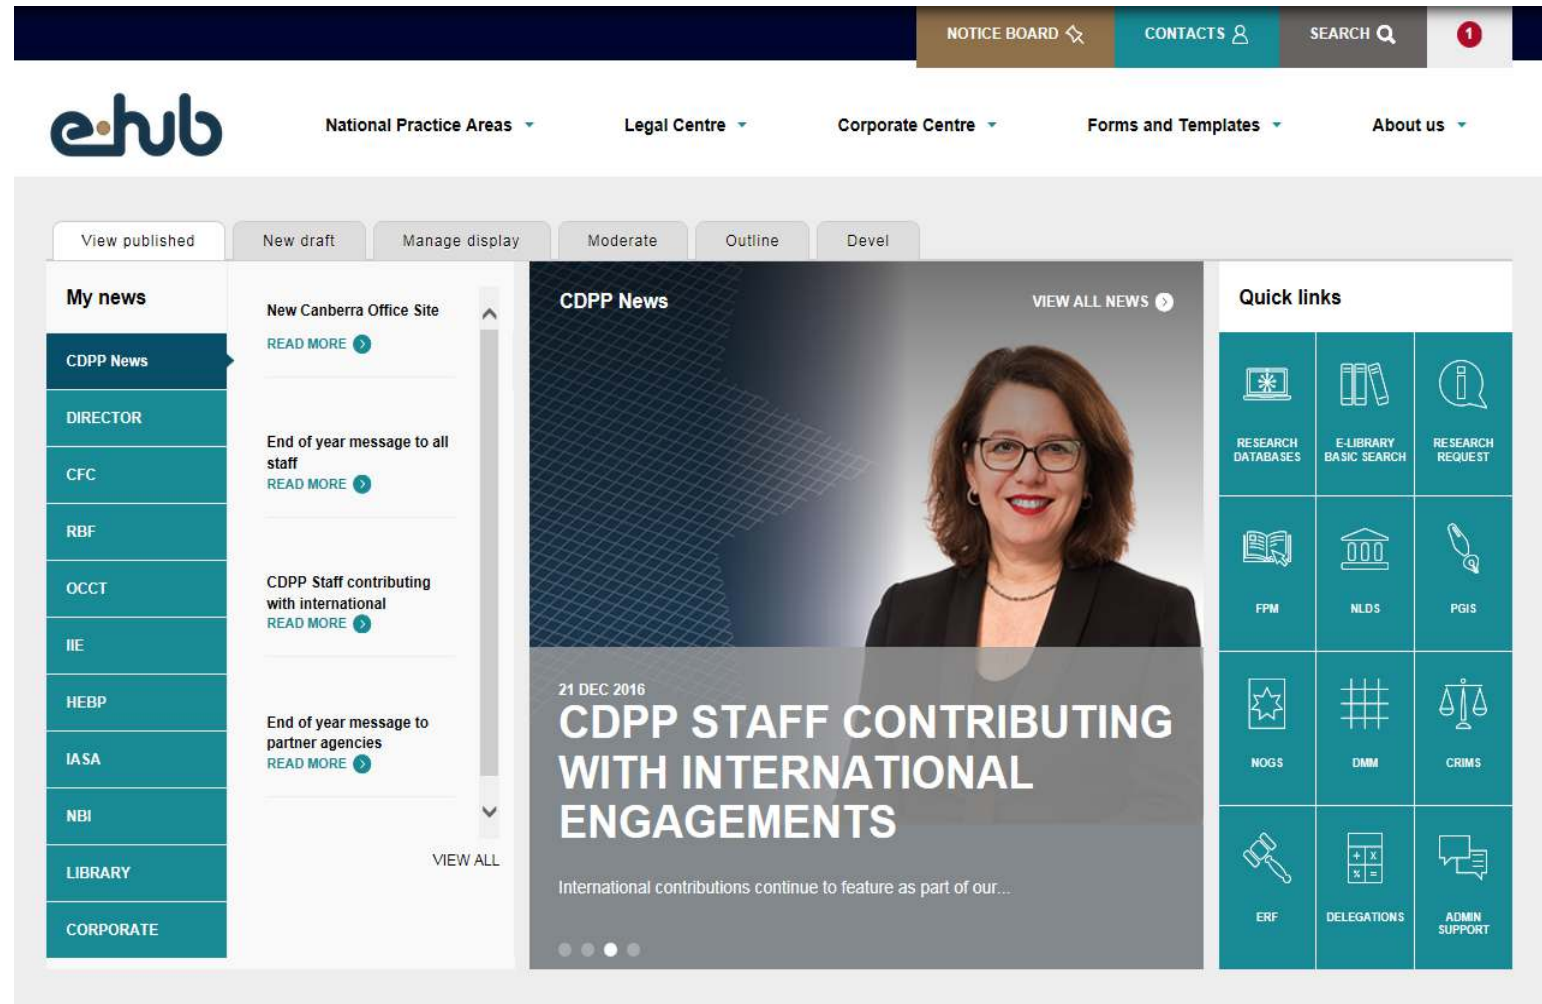 NOTICE BOARD
CONTACTS
SEARCH
1
e·hub
National Practice Areas
Legal Centre
Corporate Centre
Forms and Templates
About us
View published
New draft
Manage display
Moderate
Outline
Devel
My news
CDPP News
DIRECTOR
CFC
RBF
OCCT
IIE
HEBP
IASA
NBI
LIBRARY
CORPORATE
New Canberra Office Site
READ MORE
End of year message to all
staff
READ MORE
CDPP Staff contributing
with international
READ MORE
End of year message to
partner agencies
READ MORE
VIEW ALL
CDPP News
VIEW ALL NEWS
21 DEC 2016
CDPP STAFF CONTRIBUTING
WITH INTERNATIONAL
ENGAGEMENTS
International contributions continue to feature as part of our...
Quick links
RESEARCH
DATABASES
E-LIBRARY
BASIC SEARCH
RESEARCH
REQUEST
FPM
NLDS
PGIS
NOGS
DMM
CRIMS
ERF
DELEGATIONS
ADMIN
SUPPORT